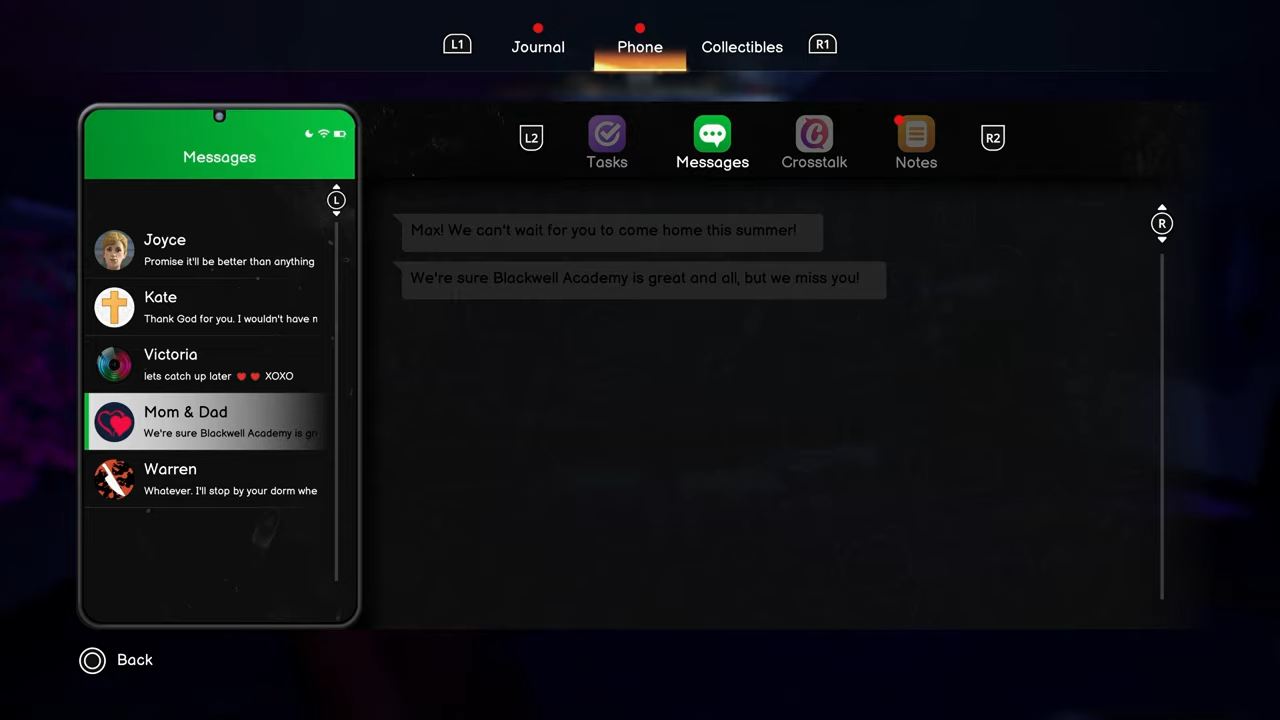 L1
Journal
Phone
Collectibles
R1
Messages
L
Joyce
Promise it'll be better than anything
Kate
Thank God for you. I wouldn't have
Victoria
lets catch up later ❤️ ❤️ XOXO
Mom & Dad
We're sure Blackwell Academy is
Warren
Whatever. I'll stop by your dorm
L2
Tasks
Messages
Crosstalk
Notes
R2
Max! We can't wait for you to come home this summer!
We're sure Blackwell Academy is great and all, but we miss you!
R
Back